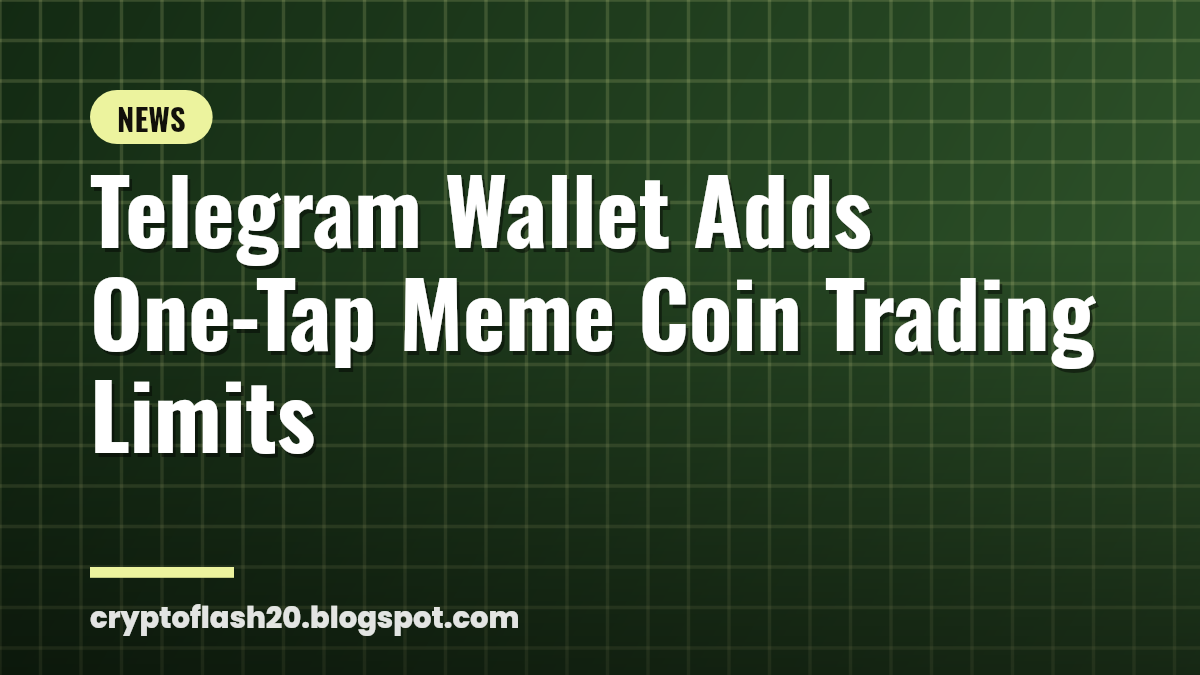 NEWS
Telegram Wallet Adds
One-Tap Meme Coin Trading
Limits
cryptoflash20.blogspot.com